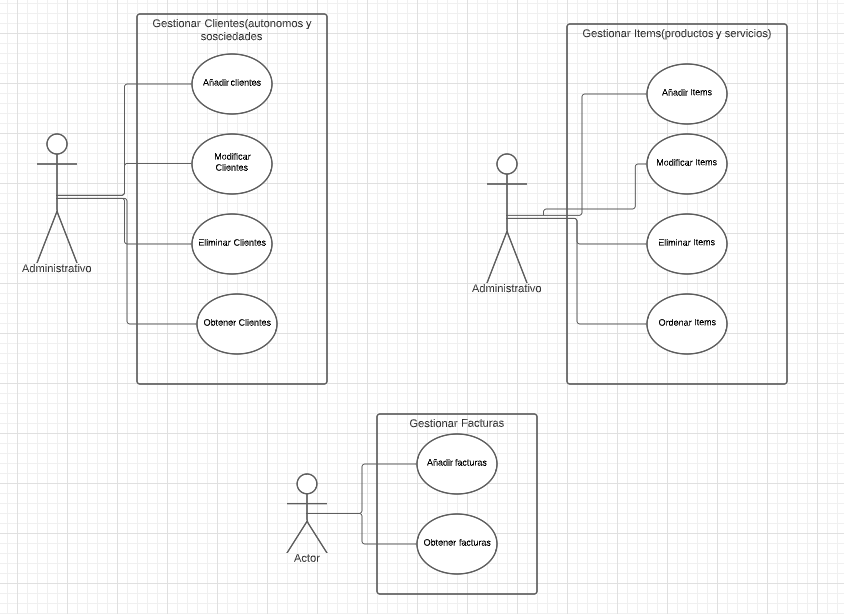 Gestionar Clientes(autonomos y
sosciedades
Añadir clientes
Modificar
Clientes
Eliminar Clientes
Obtener Clientes
Administrativo
Gestionar Items(productos y servicios)
Añadir Items
Modificar Items
Eliminar Items
Ordenar Items
Administrativo
Gestionar Facturas
Añadir facturas
Obtener facturas
Actor